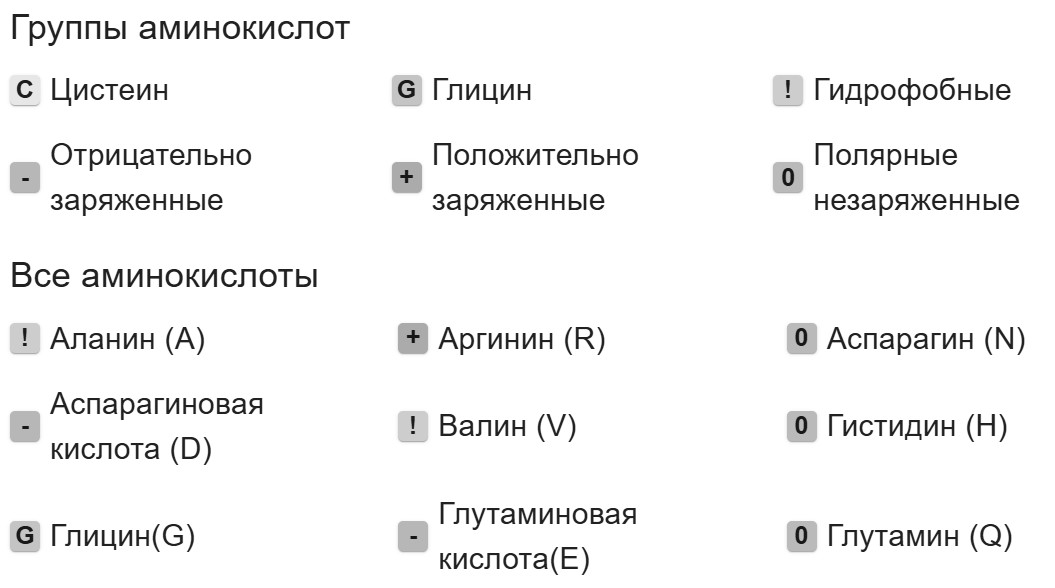 Группы аминокислот
C Цистеин
G Глицин
! Гидрофобные
- Отрицательно
заряженные
+ Положительно
заряженные
0 Полярные
незаряженные
Все аминокислоты
! Аланин (A)
+ Аргинин (R)
0 Аспарагин (N)
- Аспарагиновая
кислота (D)
! Валин (V)
0 Гистидин (H)
G Глицин(G)
- Глутаминовая
кислота(E)
0 Глутамин (Q)